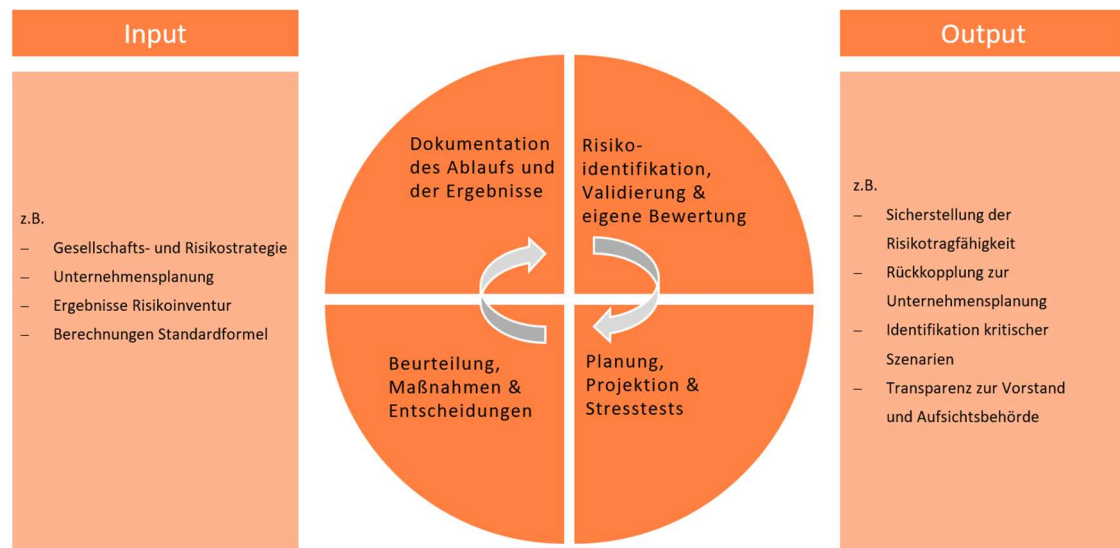 Input
z.B.
– Gesellschafts- und Risikostrategie
– Unternehmensplanung
– Ergebnisse Risikoinventur
– Berechnungen Standardformel
Dokumentation
des Ablaufs und
der Ergebnisse
Risiko-
identifikation,
Validierung &
eigene Bewertung
Beurteilung,
Maßnahmen &
Entscheidungen
Planung,
Projektion &
Stresstests
Output
z.B.
– Sicherstellung der
Risikotragfähigkeit
– Rückkopplung zur
Unternehmensplanung
– Identifikation kritischer
Szenarien
– Transparenz zur Vorstand
und Aufsichtsbehörde